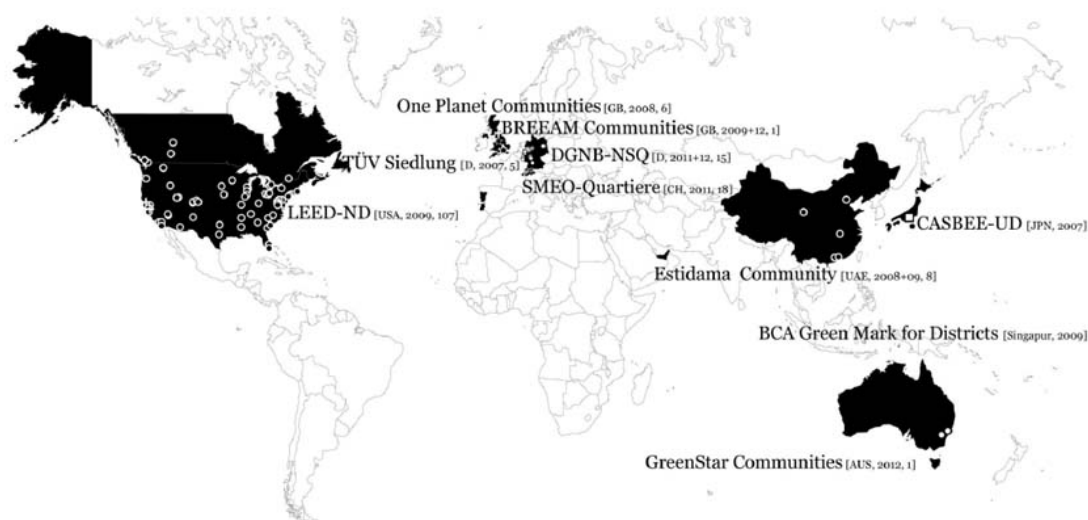 One Planet Communities [GB, 2008, 6]
BREEAM Communities [GB, 2009+12, 1]
TÜV Siedlung [D, 2007, 5]
DGNB-NSQ [D, 2011+12, 15]
SMEO-Quartiere [CH, 2011, 18]
LEED-ND [USA, 2009, 107]
CASBEE-UD [JPN, 2007]
Estidama Community [UAE, 2008+09, 8]
BCA Green Mark for Districts [Singapur, 2009]
GreenStar Communities [AUS, 2012, 1]